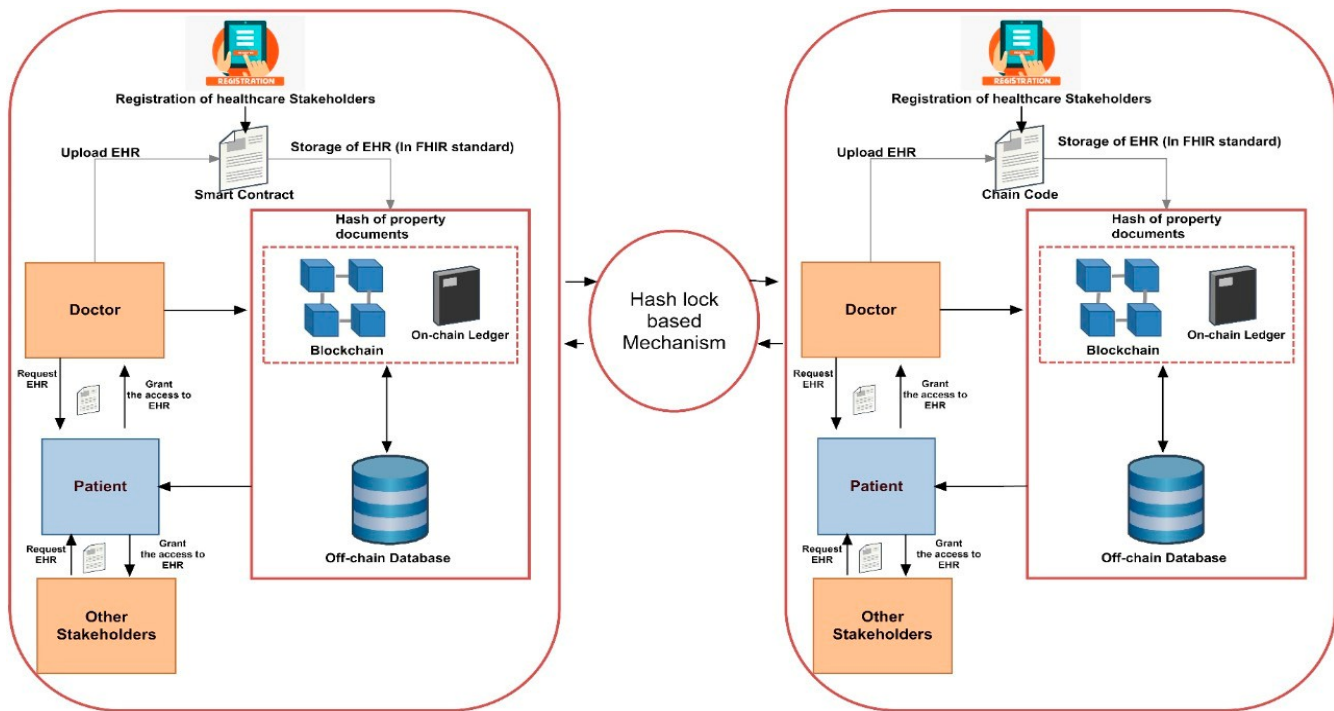 REGISTRATION
Registration of healthcare Stakeholders
Upload EHR
Storage of EHR (In FHIR standard)
Smart Contract
Hash of property
documents
Doctor
Blockchain
On-chain Ledger
Request
EHR
Grant
the access to
EHR
Patient
Off-chain Database
Request
EHR
Grant
the access to
EHR
Other
Stakeholders
Hash lock
based
Mechanism
REGISTRATION
Registration of healthcare Stakeholders
Upload EHR
Storage of EHR (In FHIR standard)
Chain Code
Hash of property
documents
Doctor
Blockchain
On-chain Ledger
Request
EHR
Grant
the access to
EHR
Patient
Off-chain Database
Request
EHR
Grant
the access to
EHR
Other
Stakeholders